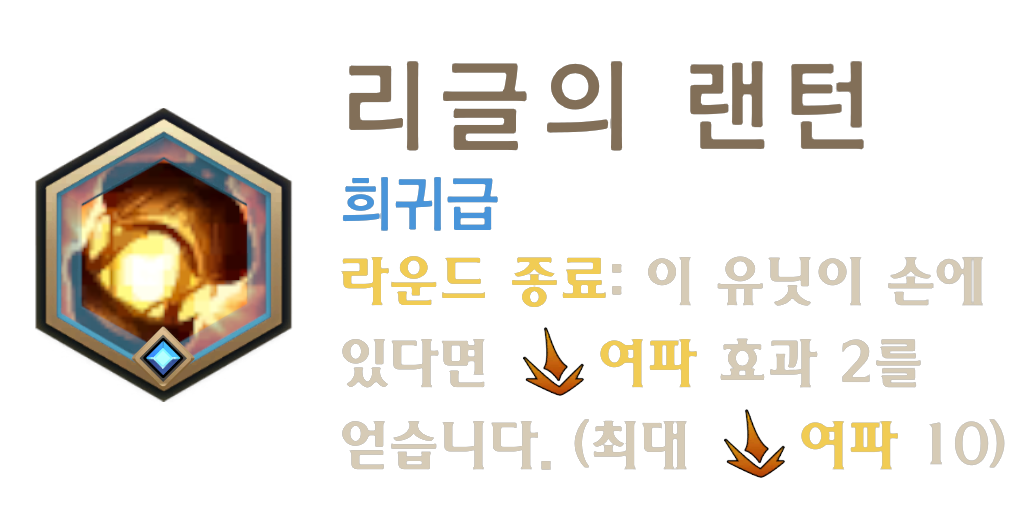 리글의 랜턴
희귀급
라운드 종료: 이 유닛이 손에
있다면 여파 효과 2를
얻습니다. (최대 여파 10)